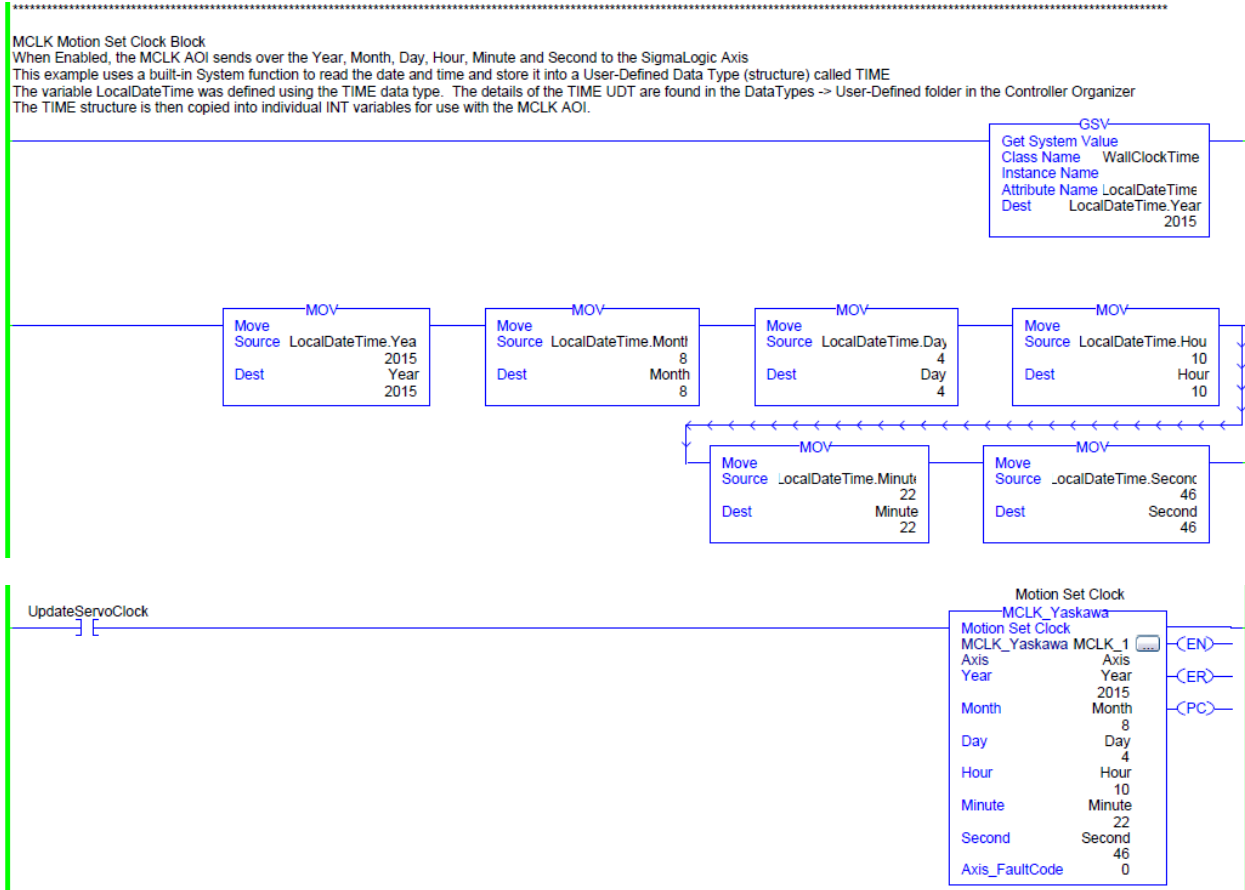 ********************************************************************************
MCLK Motion Set Clock Block
When Enabled, the MCLK AOI sends over the Year, Month, Day, Hour, Minute and Second to the SigmaLogic Axis
This example uses a built-in System function to read the date and time and store it into a User-Defined Data Type (structure) called TIME
The variable LocalDateTime was defined using the TIME data type.  The details of the TIME UDT are found in the DataTypes -> User-Defined folder in the Controller Organizer
The TIME structure is then copied into individual INT variables for use with the MCLK AOI.
GSV
Get System Value
Class Name WallClockTime
Instance Name
Attribute Name LocalDateTime
Dest LocalDateTime.Year
2015
MOV
Move
Source LocalDateTime.Yea
2015
Dest Year
2015
MOV
Move
Source LocalDateTime.Month
8
Dest Month
8
MOV
Move
Source LocalDateTime.Day
4
Dest Day
4
MOV
Move
Source LocalDateTime.Hou
10
Dest Hour
10
MOV
Move
Source LocalDateTime.Minute
22
Dest Minute
22
MOV
Move
Source LocalDateTime.Second
46
Dest Second
46
UpdateServoClock
Motion Set Clock
MCLK_Yaskawa
Motion Set Clock
MCLK_Yaskawa MCLK_1 ...
Axis Axis
Year Year
2015
Month Month
8
Day Day
4
Hour Hour
10
Minute Minute
22
Second Second
46
Axis_FaultCode 0
EN
ER
PC